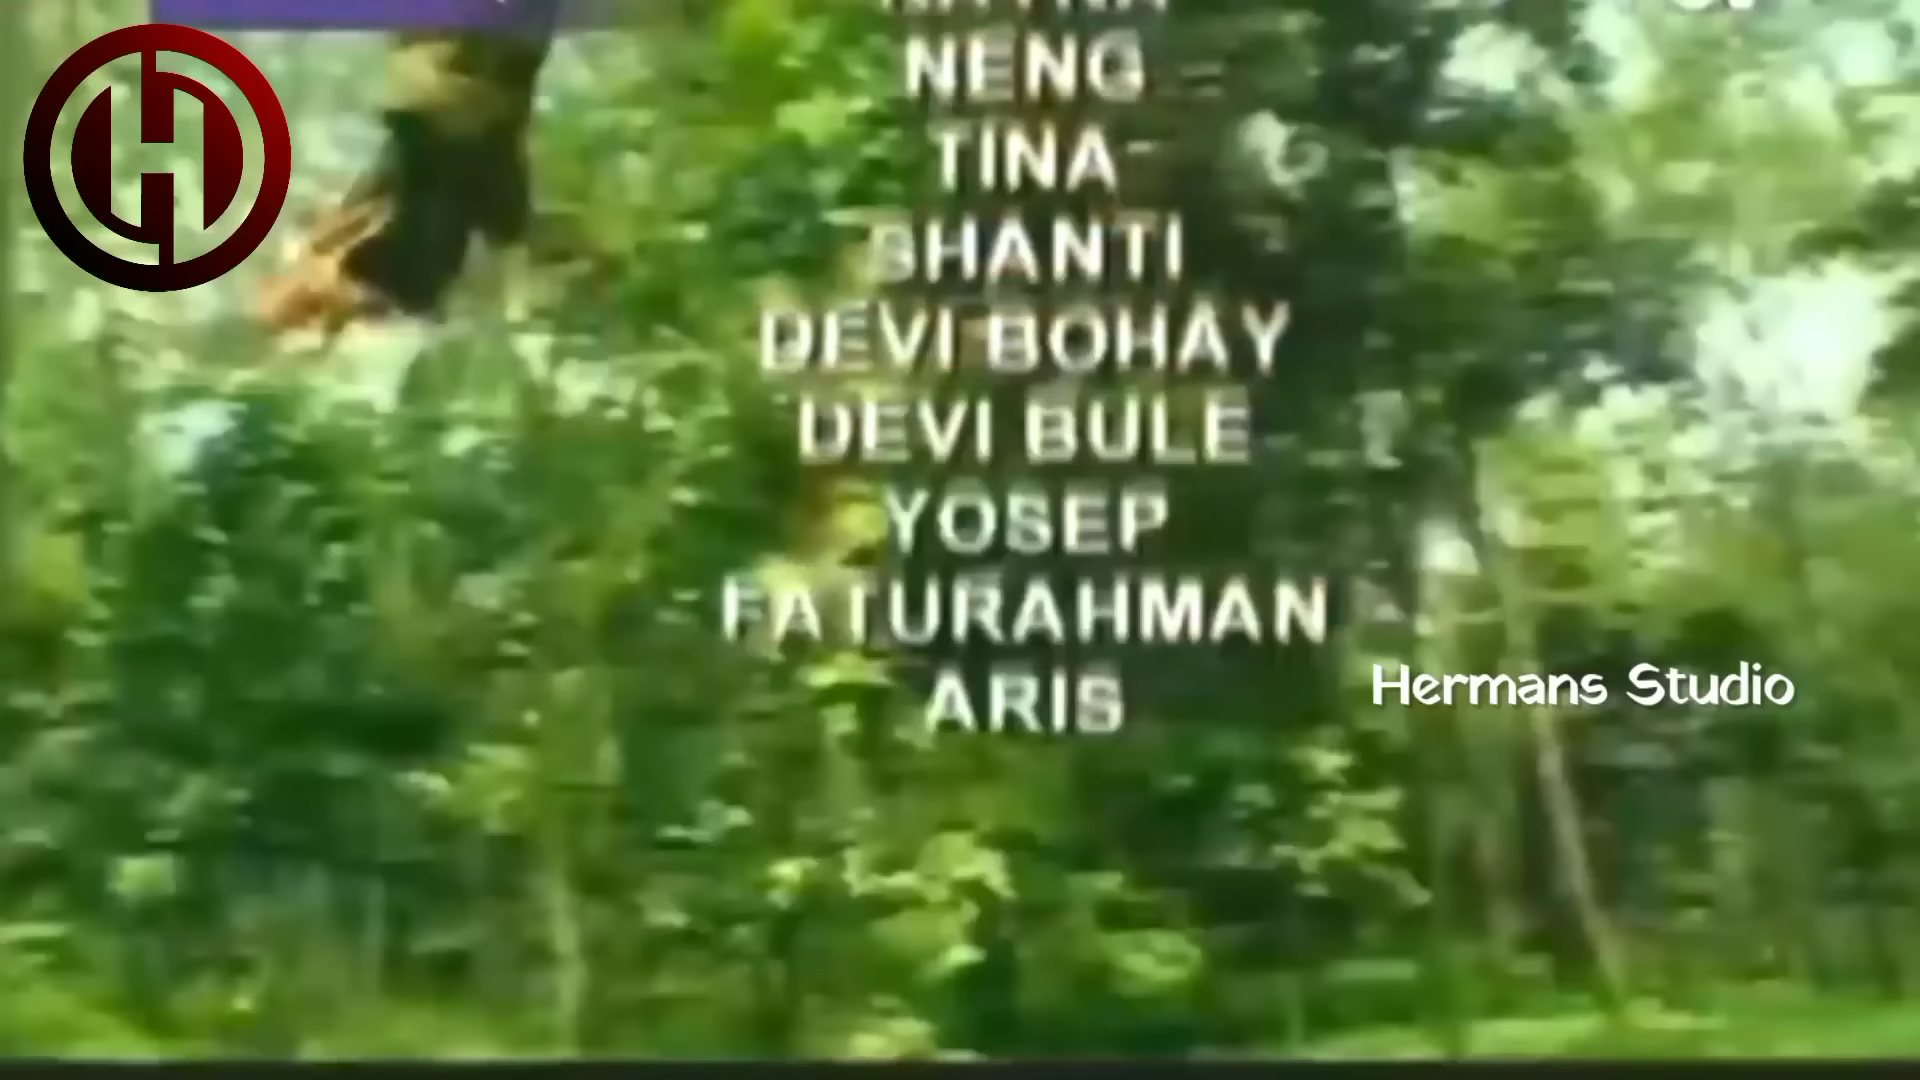 NENG
TINA
SHANTI
DEVI BOHAY
DEVI BULE
YOSEP
FATURAHMAN
ARIS
Hermans Studio